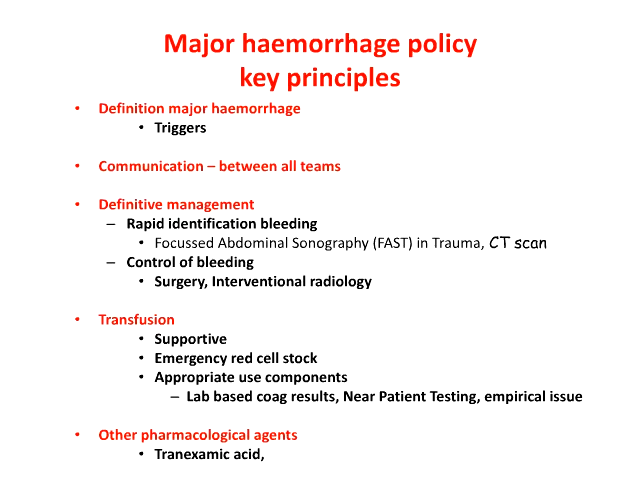 Major haemorrhage policy
key principles
• Definition major haemorrhage
• Triggers
• Communication – between all teams
• Definitive management
– Rapid identification bleeding
• Focussed Abdominal Sonography (FAST) in Trauma, CT scan
– Control of bleeding
• Surgery, Interventional radiology
• Transfusion
• Supportive
• Emergency red cell stock
• Appropriate use components
– Lab based coag results, Near Patient Testing, empirical issue
• Other pharmacological agents
• Tranexamic acid,